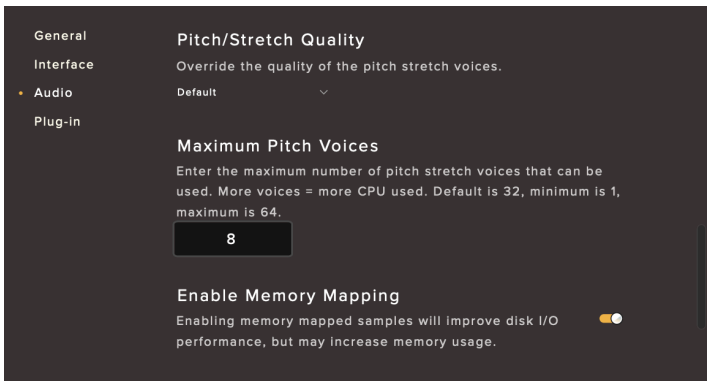 General
Interface
Audio
Plug-in
Pitch/Stretch Quality
Override the quality of the pitch stretch voices.
Default
Maximum Pitch Voices
Enter the maximum number of pitch stretch voices that can be
used. More voices = more CPU used. Default is 32, minimum is 1,
maximum is 64.
8
Enable Memory Mapping
Enabling memory mapped samples will improve disk I/O
performance, but may increase memory usage.